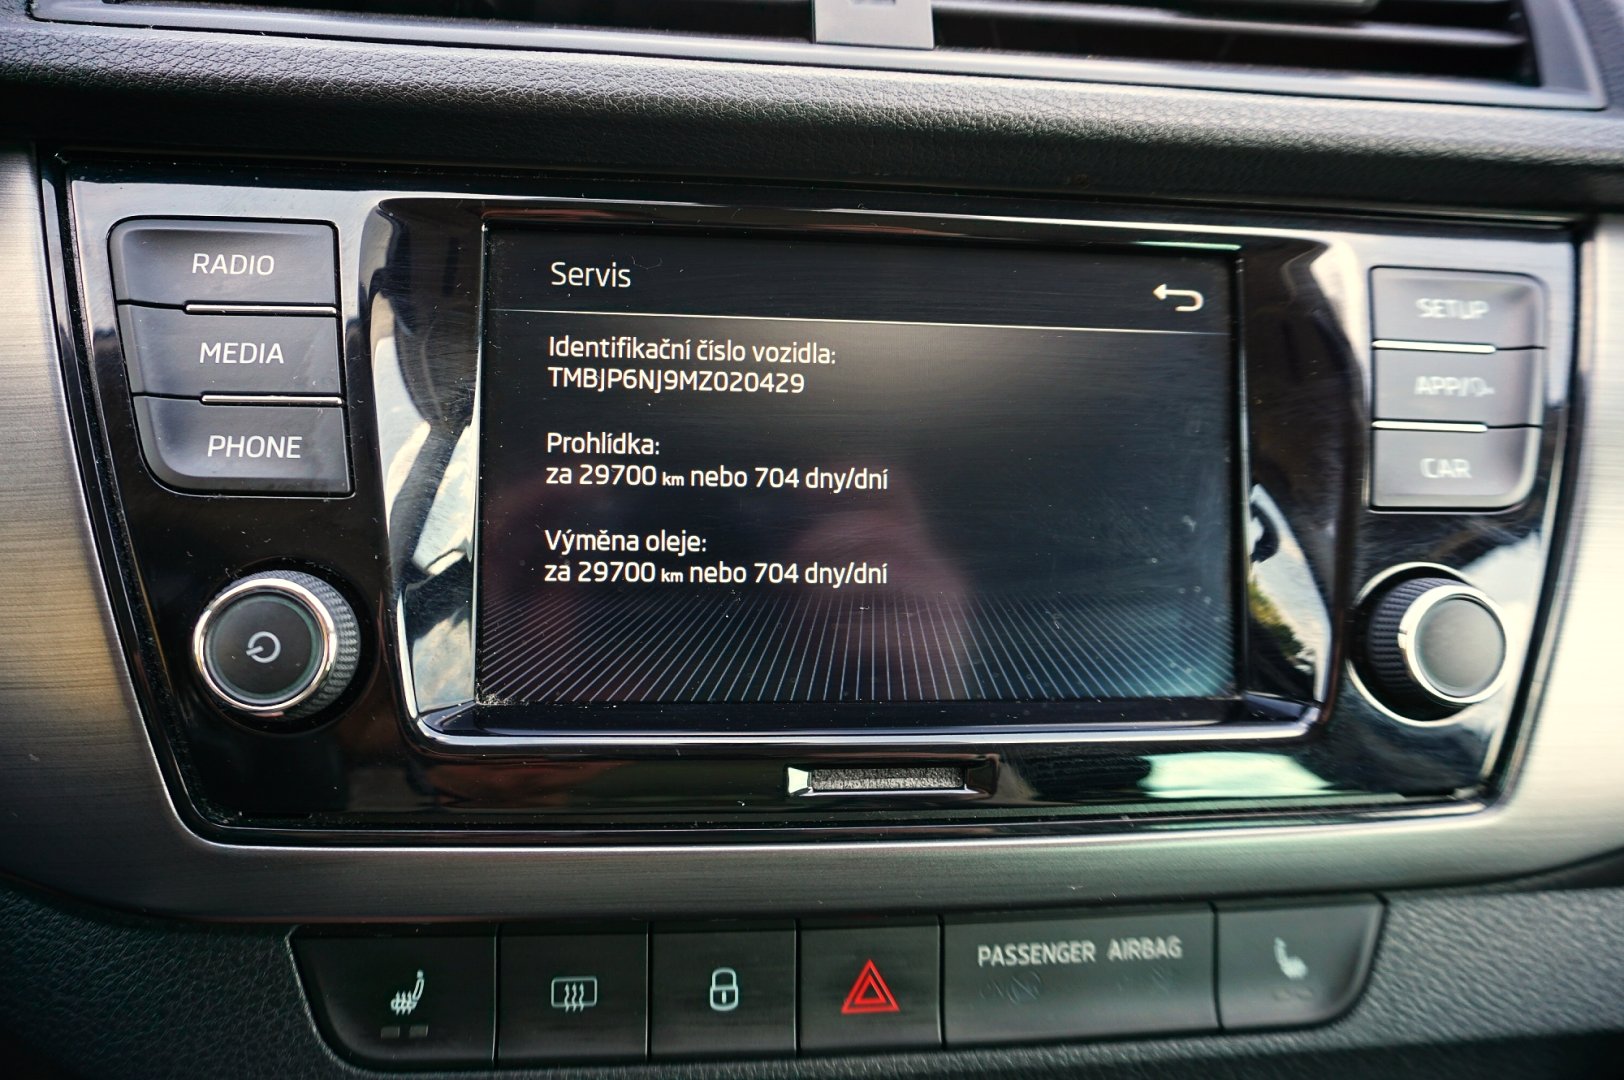 RADIO
MEDIA
PHONE
Servis
Identifikační číslo vozidla:
TMBJP6NJ9MZ020429
Prohlídka:
za 29700 km nebo 704 dny/dní
Výměna oleje:
za 29700 km nebo 704 dny/dní
SETUP
APP/
CAR
PASSENGER AIRBAG